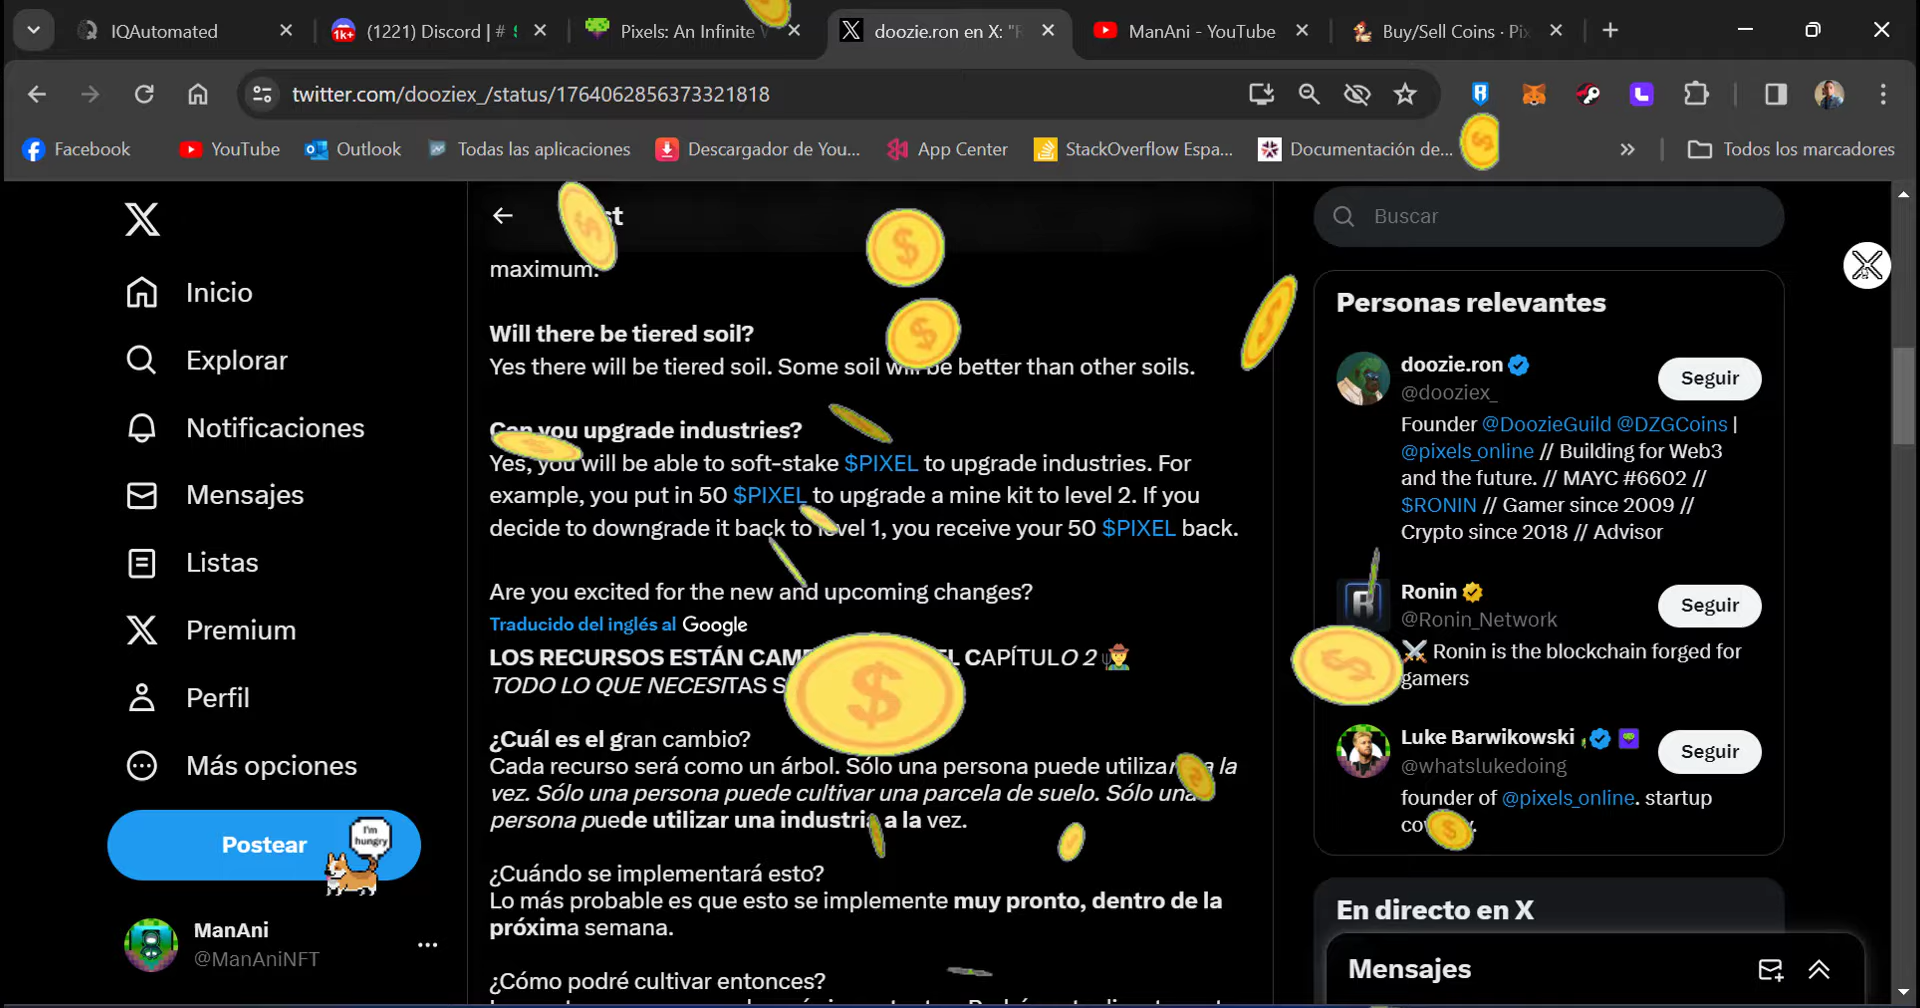 IQAutomated
(1221) Discord | #
Pixels: An Infinite
doozie.ron en X: "R
ManAni - YouTube
Buy/Sell Coins · Pix
twitter.com/dooziex_/status/1764062856373321818
Facebook
YouTube
Outlook
Todas las aplicaciones
Descargador de You...
App Center
StackOverflow Espa...
Documentación de...
Todos los marcadores
Inicio
Explorar
Notificaciones
Mensajes
Listas
Premium
Perfil
Más opciones
Postear
I'm
hungry
ManAni
@ManAniNFT
maximum.
Will there be tiered soil?
Yes there will be tiered soil. Some soil will be better than other soils.
Can you upgrade industries?
Yes, you will be able to soft-stake $PIXEL to upgrade industries. For
example, you put in 50 $PIXEL to upgrade a mine kit to level 2. If you
decide to downgrade it back to level 1, you receive your 50 $PIXEL back.
Are you excited for the new and upcoming changes?
Traducido del inglés al Google
LOS RECURSOS ESTÁN CAM EL CAPÍTULO 2
TODO LO QUE NECESITAS S
¿Cuál es el gran cambio?
Cada recurso será como un árbol. Sólo una persona puede utilizar a la
vez. Sólo una persona puede cultivar una parcela de suelo. Sólo una
persona puede utilizar una industria a la vez.
¿Cuándo se implementará esto?
Lo más probable es que esto se implemente muy pronto, dentro de la
próxima semana.
¿Cómo podré cultivar entonces?
Buscar
Personas relevantes
doozie.ron
@dooziex_
Seguir
Founder @DoozieGuild @DZGCoins |
@pixels_online // Building for Web3
and the future. // MAYC #6602 //
$RONIN // Gamer since 2009 //
Crypto since 2018 // Advisor
Ronin
@Ronin_Network
Seguir
Ronin is the blockchain forged for
gamers
Luke Barwikowski
@whatslukedoing
Seguir
founder of @pixels_online. startup
En directo en X
Mensajes